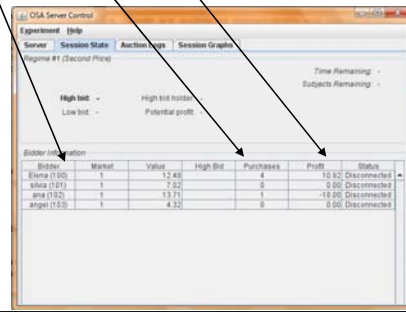 OSA Server Control
Experiment Help
Server Session State Auction Logs Session Graphs
Regime #1 (Second Price)
Time Remaining: -
Subjects Remaining: -
High bid: - High bid holder: -
Low bid: - Potential profit: -
Bidder Information
Bidder Market Value High Bid Purchases Profit Status
Elena (100) 1 12.48 4 10.92 Disconnected
silvia (101) 1 7.02 0 0.00 Disconnected
ana (102) 1 13.71 1 -18.00 Disconnected
angel (103) 1 4.32 0 0.00 Disconnected